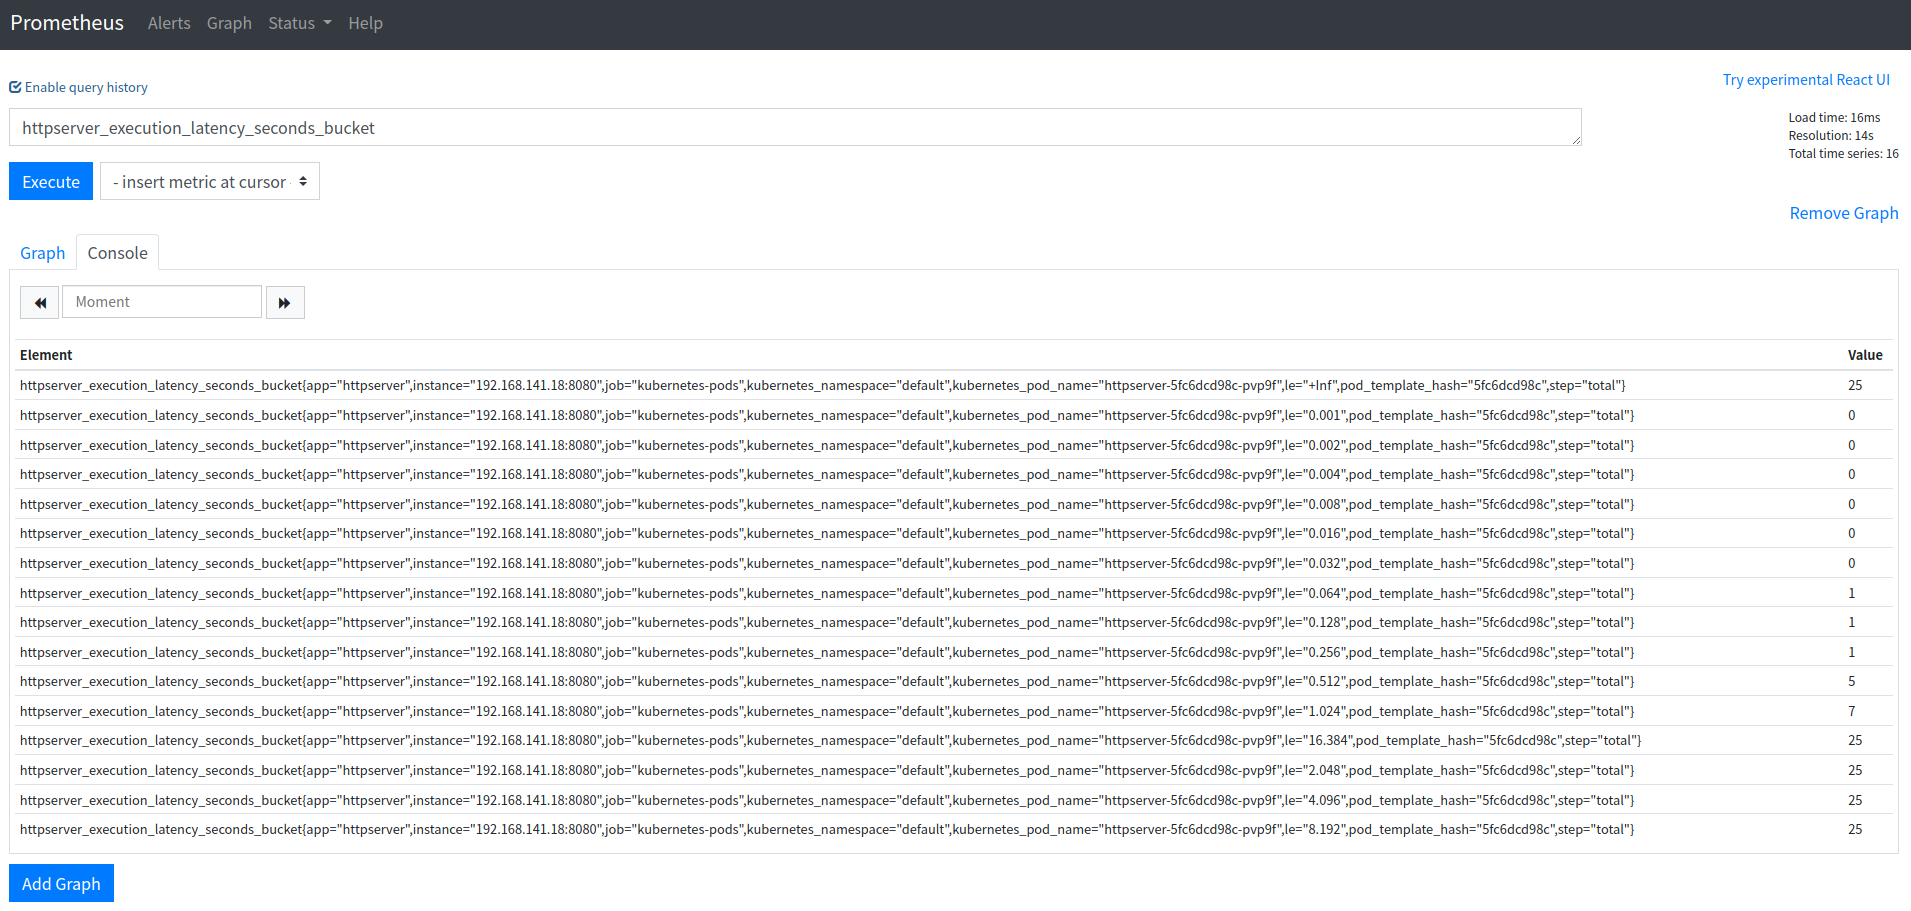 Prometheus Alerts Graph Status Help
Enable query history
Try experimental React UI
httpserver_execution_latency_seconds_bucket
Load time: 16ms
Resolution: 14s
Total time series: 16
Execute - insert metric at cursor
Remove Graph
Graph Console
Moment
Element Value
httpserver_execution_latency_seconds_bucket{app="httpserver",instance="192.168.141.18:8080",job="kubernetes-pods",kubernetes_namespace="default",kubernetes_pod_name="httpserver-5fc6dcd98c-pvp9f",le="+Inf",pod_template_hash="5fc6dcd98c",step="total"} 25
httpserver_execution_latency_seconds_bucket{app="httpserver",instance="192.168.141.18:8080",job="kubernetes-pods",kubernetes_namespace="default",kubernetes_pod_name="httpserver-5fc6dcd98c-pvp9f",le="0.001",pod_template_hash="5fc6dcd98c",step="total"} 0
httpserver_execution_latency_seconds_bucket{app="httpserver",instance="192.168.141.18:8080",job="kubernetes-pods",kubernetes_namespace="default",kubernetes_pod_name="httpserver-5fc6dcd98c-pvp9f",le="0.002",pod_template_hash="5fc6dcd98c",step="total"} 0
httpserver_execution_latency_seconds_bucket{app="httpserver",instance="192.168.141.18:8080",job="kubernetes-pods",kubernetes_namespace="default",kubernetes_pod_name="httpserver-5fc6dcd98c-pvp9f",le="0.004",pod_template_hash="5fc6dcd98c",step="total"} 0
httpserver_execution_latency_seconds_bucket{app="httpserver",instance="192.168.141.18:8080",job="kubernetes-pods",kubernetes_namespace="default",kubernetes_pod_name="httpserver-5fc6dcd98c-pvp9f",le="0.008",pod_template_hash="5fc6dcd98c",step="total"} 0
httpserver_execution_latency_seconds_bucket{app="httpserver",instance="192.168.141.18:8080",job="kubernetes-pods",kubernetes_namespace="default",kubernetes_pod_name="httpserver-5fc6dcd98c-pvp9f",le="0.016",pod_template_hash="5fc6dcd98c",step="total"} 0
httpserver_execution_latency_seconds_bucket{app="httpserver",instance="192.168.141.18:8080",job="kubernetes-pods",kubernetes_namespace="default",kubernetes_pod_name="httpserver-5fc6dcd98c-pvp9f",le="0.032",pod_template_hash="5fc6dcd98c",step="total"} 0
httpserver_execution_latency_seconds_bucket{app="httpserver",instance="192.168.141.18:8080",job="kubernetes-pods",kubernetes_namespace="default",kubernetes_pod_name="httpserver-5fc6dcd98c-pvp9f",le="0.064",pod_template_hash="5fc6dcd98c",step="total"} 1
httpserver_execution_latency_seconds_bucket{app="httpserver",instance="192.168.141.18:8080",job="kubernetes-pods",kubernetes_namespace="default",kubernetes_pod_name="httpserver-5fc6dcd98c-pvp9f",le="0.128",pod_template_hash="5fc6dcd98c",step="total"} 1
httpserver_execution_latency_seconds_bucket{app="httpserver",instance="192.168.141.18:8080",job="kubernetes-pods",kubernetes_namespace="default",kubernetes_pod_name="httpserver-5fc6dcd98c-pvp9f",le="0.256",pod_template_hash="5fc6dcd98c",step="total"} 1
httpserver_execution_latency_seconds_bucket{app="httpserver",instance="192.168.141.18:8080",job="kubernetes-pods",kubernetes_namespace="default",kubernetes_pod_name="httpserver-5fc6dcd98c-pvp9f",le="0.512",pod_template_hash="5fc6dcd98c",step="total"} 5
httpserver_execution_latency_seconds_bucket{app="httpserver",instance="192.168.141.18:8080",job="kubernetes-pods",kubernetes_namespace="default",kubernetes_pod_name="httpserver-5fc6dcd98c-pvp9f",le="1.024",pod_template_hash="5fc6dcd98c",step="total"} 7
httpserver_execution_latency_seconds_bucket{app="httpserver",instance="192.168.141.18:8080",job="kubernetes-pods",kubernetes_namespace="default",kubernetes_pod_name="httpserver-5fc6dcd98c-pvp9f",le="16.384",pod_template_hash="5fc6dcd98c",step="total"} 25
httpserver_execution_latency_seconds_bucket{app="httpserver",instance="192.168.141.18:8080",job="kubernetes-pods",kubernetes_namespace="default",kubernetes_pod_name="httpserver-5fc6dcd98c-pvp9f",le="2.048",pod_template_hash="5fc6dcd98c",step="total"} 25
httpserver_execution_latency_seconds_bucket{app="httpserver",instance="192.168.141.18:8080",job="kubernetes-pods",kubernetes_namespace="default",kubernetes_pod_name="httpserver-5fc6dcd98c-pvp9f",le="4.096",pod_template_hash="5fc6dcd98c",step="total"} 25
httpserver_execution_latency_seconds_bucket{app="httpserver",instance="192.168.141.18:8080",job="kubernetes-pods",kubernetes_namespace="default",kubernetes_pod_name="httpserver-5fc6dcd98c-pvp9f",le="8.192",pod_template_hash="5fc6dcd98c",step="total"} 25
Add Graph